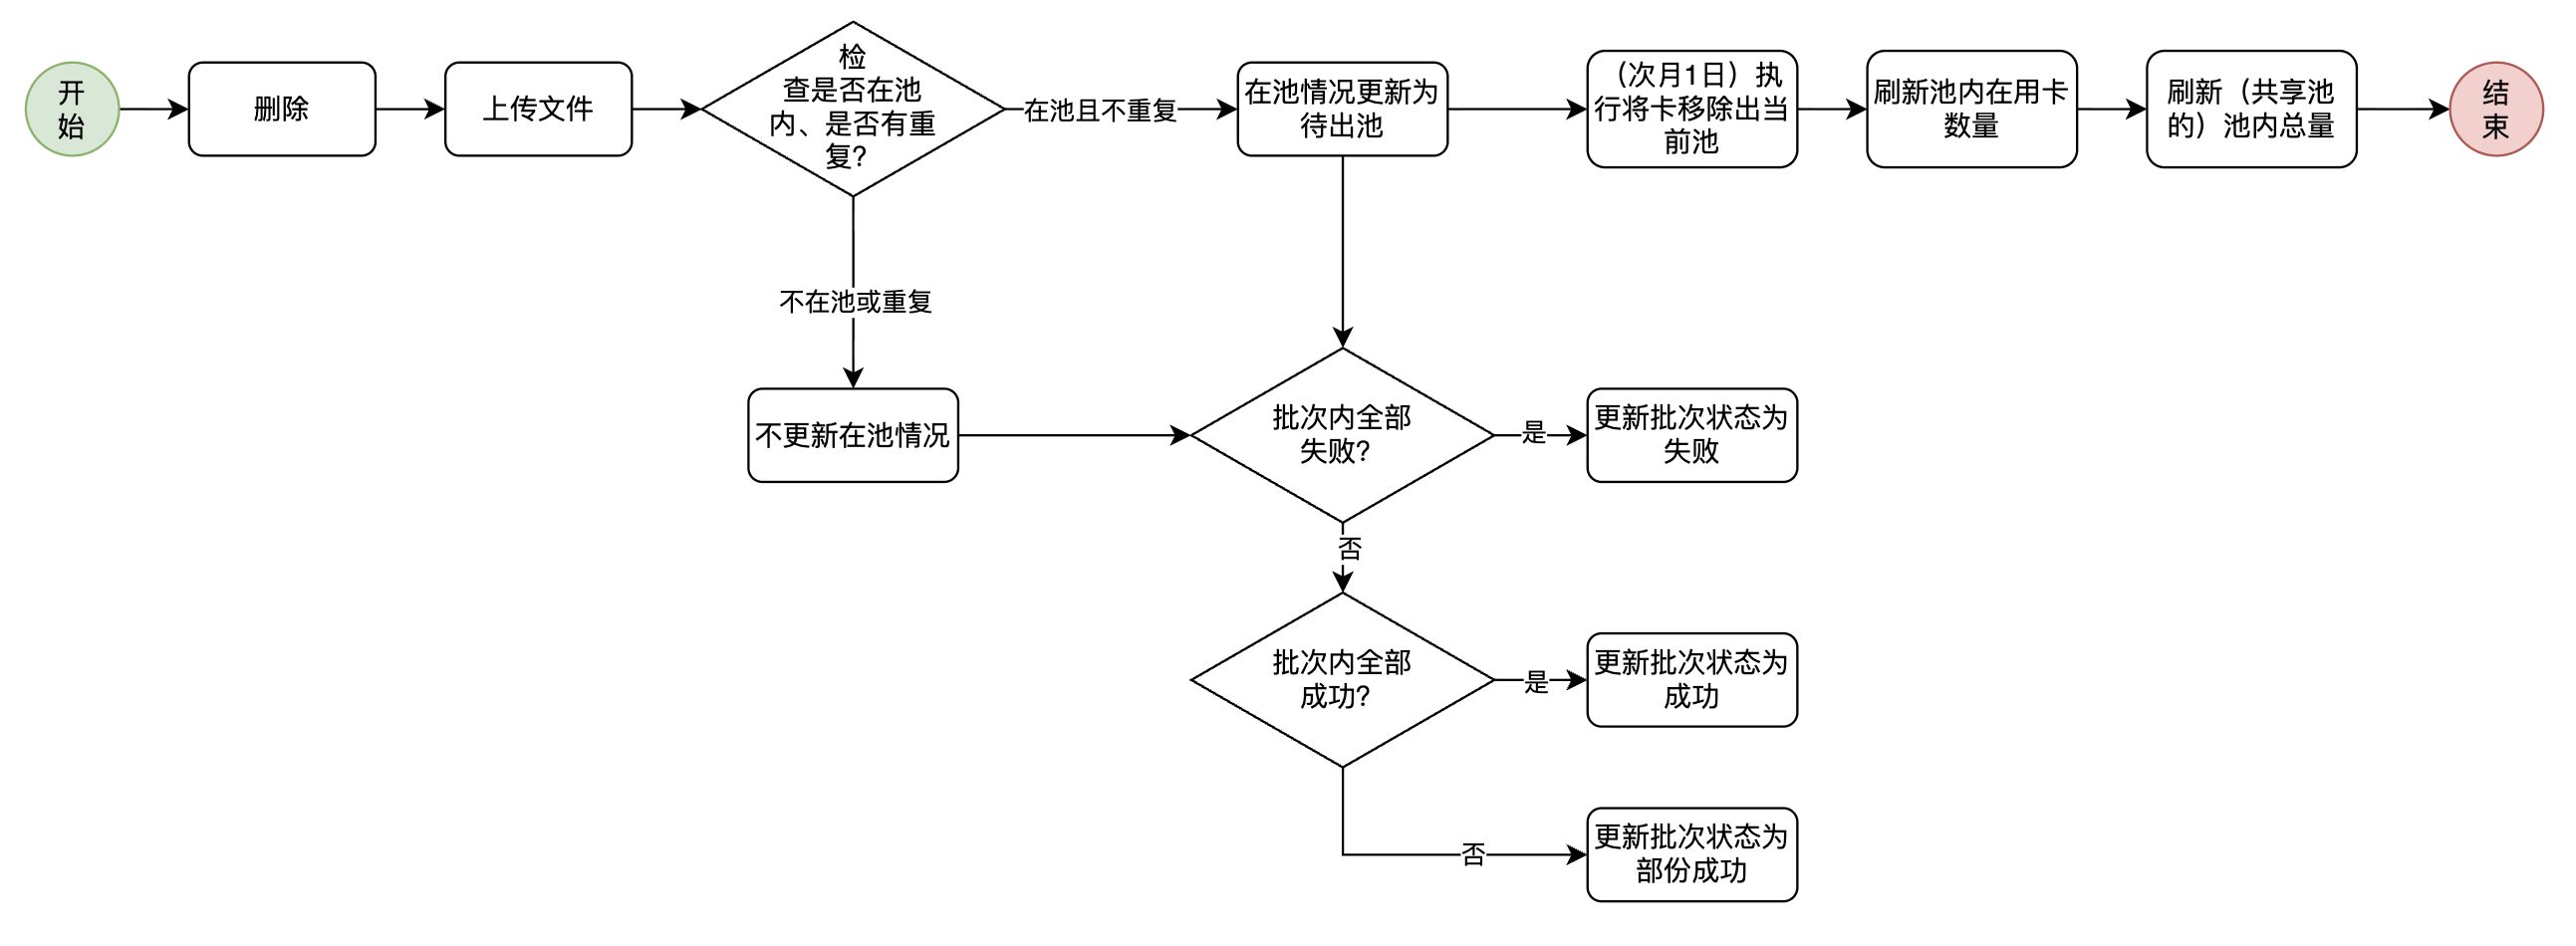 开
始
删除
上传文件
检
查是否在池
内、是否有重
复?
在池且不重复
在池情况更新为
待出池
（次月1日）执
行将卡移除出当
前池
刷新池内在用卡
数量
刷新（共享池
的）池内总量
结
束
不在池或重复
不更新在池情况
批次内全部
失败?
是
更新批次状态为
失败
否
批次内全部
成功?
是
更新批次状态为
成功
否
更新批次状态为
部份成功